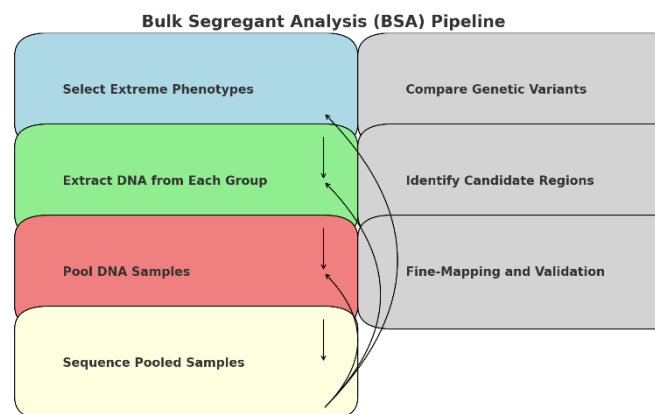 Bulk Segregant Analysis (BSA) Pipeline
Select Extreme Phenotypes
Extract DNA from Each Group
Pool DNA Samples
Sequence Pooled Samples
Compare Genetic Variants
Identify Candidate Regions
Fine-Mapping and Validation